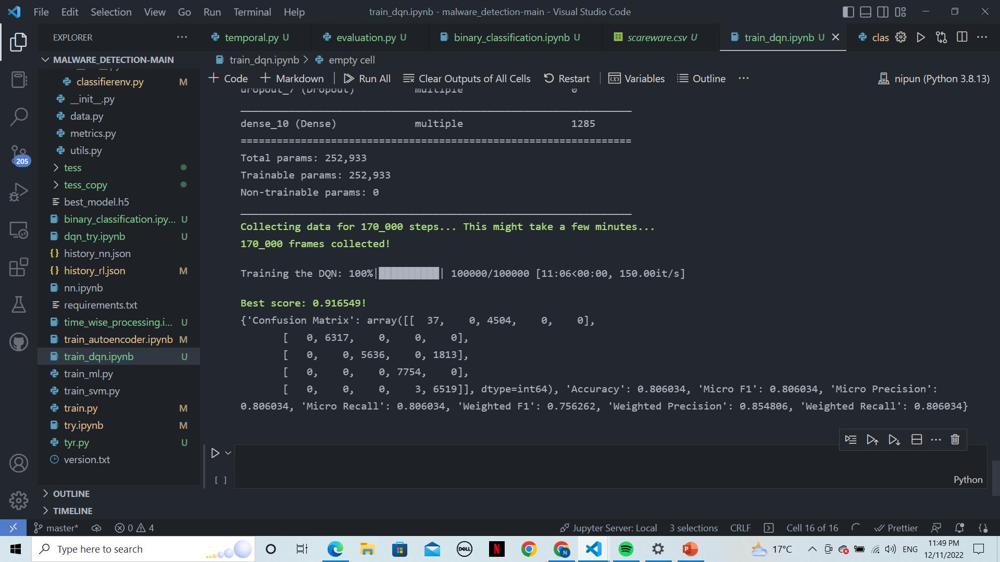 File Edit Selection View Go Run Terminal Help
train_dqn.ipynb - malware_detection-main - Visual Studio Code
EXPLORER
temporal.py U
evaluation.py U
binary_classification.ipynb U
scareware.csv U
train_dqn.ipynb U
clas
MALWARE_DETECTION-MAIN
train_dqn.ipynb > empty cell
Code
Markdown
Run All
Clear Outputs of All Cells
Restart
Variables
Outline
nipun (Python 3.8.13)
classifierenv.py M
__init__.py
data.py
metrics.py
utils.py
tess
tess_copy
best_model.h5
binary_classification.ipy... U
dqn_try.ipynb U
history_nn.json
history_rl.json M
nn.ipynb
requirements.txt
time_wise_processing.i... U
train_autoencoder.ipynb M
train_dqn.ipynb U
train_ml.py
train_svm.py
train.py M
try.ipynb M
tyr.py U
version.txt
OUTLINE
TIMELINE
205
dropout_7 (Dropout) multiple 0
dense_10 (Dense) multiple 1285
=================================================================
Total params: 252,933
Trainable params: 252,933
Non-trainable params: 0
Collecting data for 170_000 steps... This might take a few minutes...
170_000 frames collected!
Training the DQN: 100%|██████████| 100000/100000 [11:06<00:00, 150.00it/s]
Best score: 0.916549!
{'Confusion Matrix': array([[ 37, 0, 4504, 0, 0],
[ 0, 6317, 0, 0, 0],
[ 0, 0, 5636, 0, 1813],
[ 0, 0, 0, 7754, 0],
[ 0, 0, 0, 3, 6519]], dtype=int64), 'Accuracy': 0.806034, 'Micro F1': 0.806034, 'Micro Precision':
0.806034, 'Micro Recall': 0.806034, 'Weighted F1': 0.756262, 'Weighted Precision': 0.854806, 'Weighted Recall': 0.806034}
[ ]
Python
master*
0
4
Jupyter Server: Local
3 selections
CRLF
Cell 16 of 16
Prettier
Type here to search
DELL
N
N
P
17°C
ENG
11:49 PM
12/11/2022